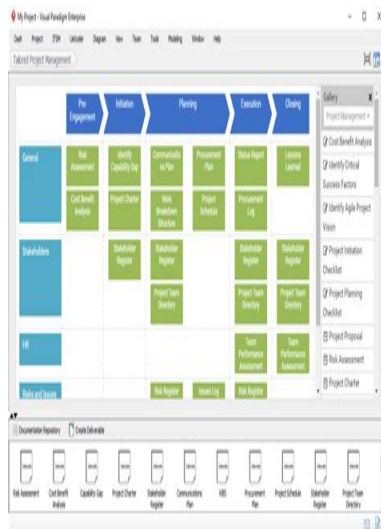 My Project - Visual Paradigm Enterprise
Dash Project ITSM UeXceler Diagram View Team Tools Modeling Window Help
Tailored Project Management
Pre-Engagement
Initiation
Planning
Execution
Closing
General
Risk Assessment
Identify Capability Gap
Communications Plan
Procurement Plan
Status Report
Lessons Learned
Cost Benefit Analysis
Project Charter
Work Breakdown Structure
Project Schedule
Procurement Log
Stakeholders
Stakeholder Register
Stakeholder Register
Stakeholder Register
Stakeholder Register
Project Team Directory
Project Team Directory
Project Team Directory
HR
Team Performance Assessment
Team Performance Assessment
Risks and Issues
Risk Register
Issues Log
Risk Register
Gallery
Project Management
Cost Benefit Analysis
Identify Critical
Success Factors
Identify Agile Project
Vision
Project Initiation
Checklist
Project Planning
Checklist
Project Proposal
Risk Assessment
Project Charter
Documentation Repository Create Deliverable
Risk Assessment
Cost Benefit Analysis
Capability Gap
Project Charter
Stakeholder Register
Communications Plan
WBS
Procurement Plan
Project Schedule
Stakeholder Register
Project Team Directory